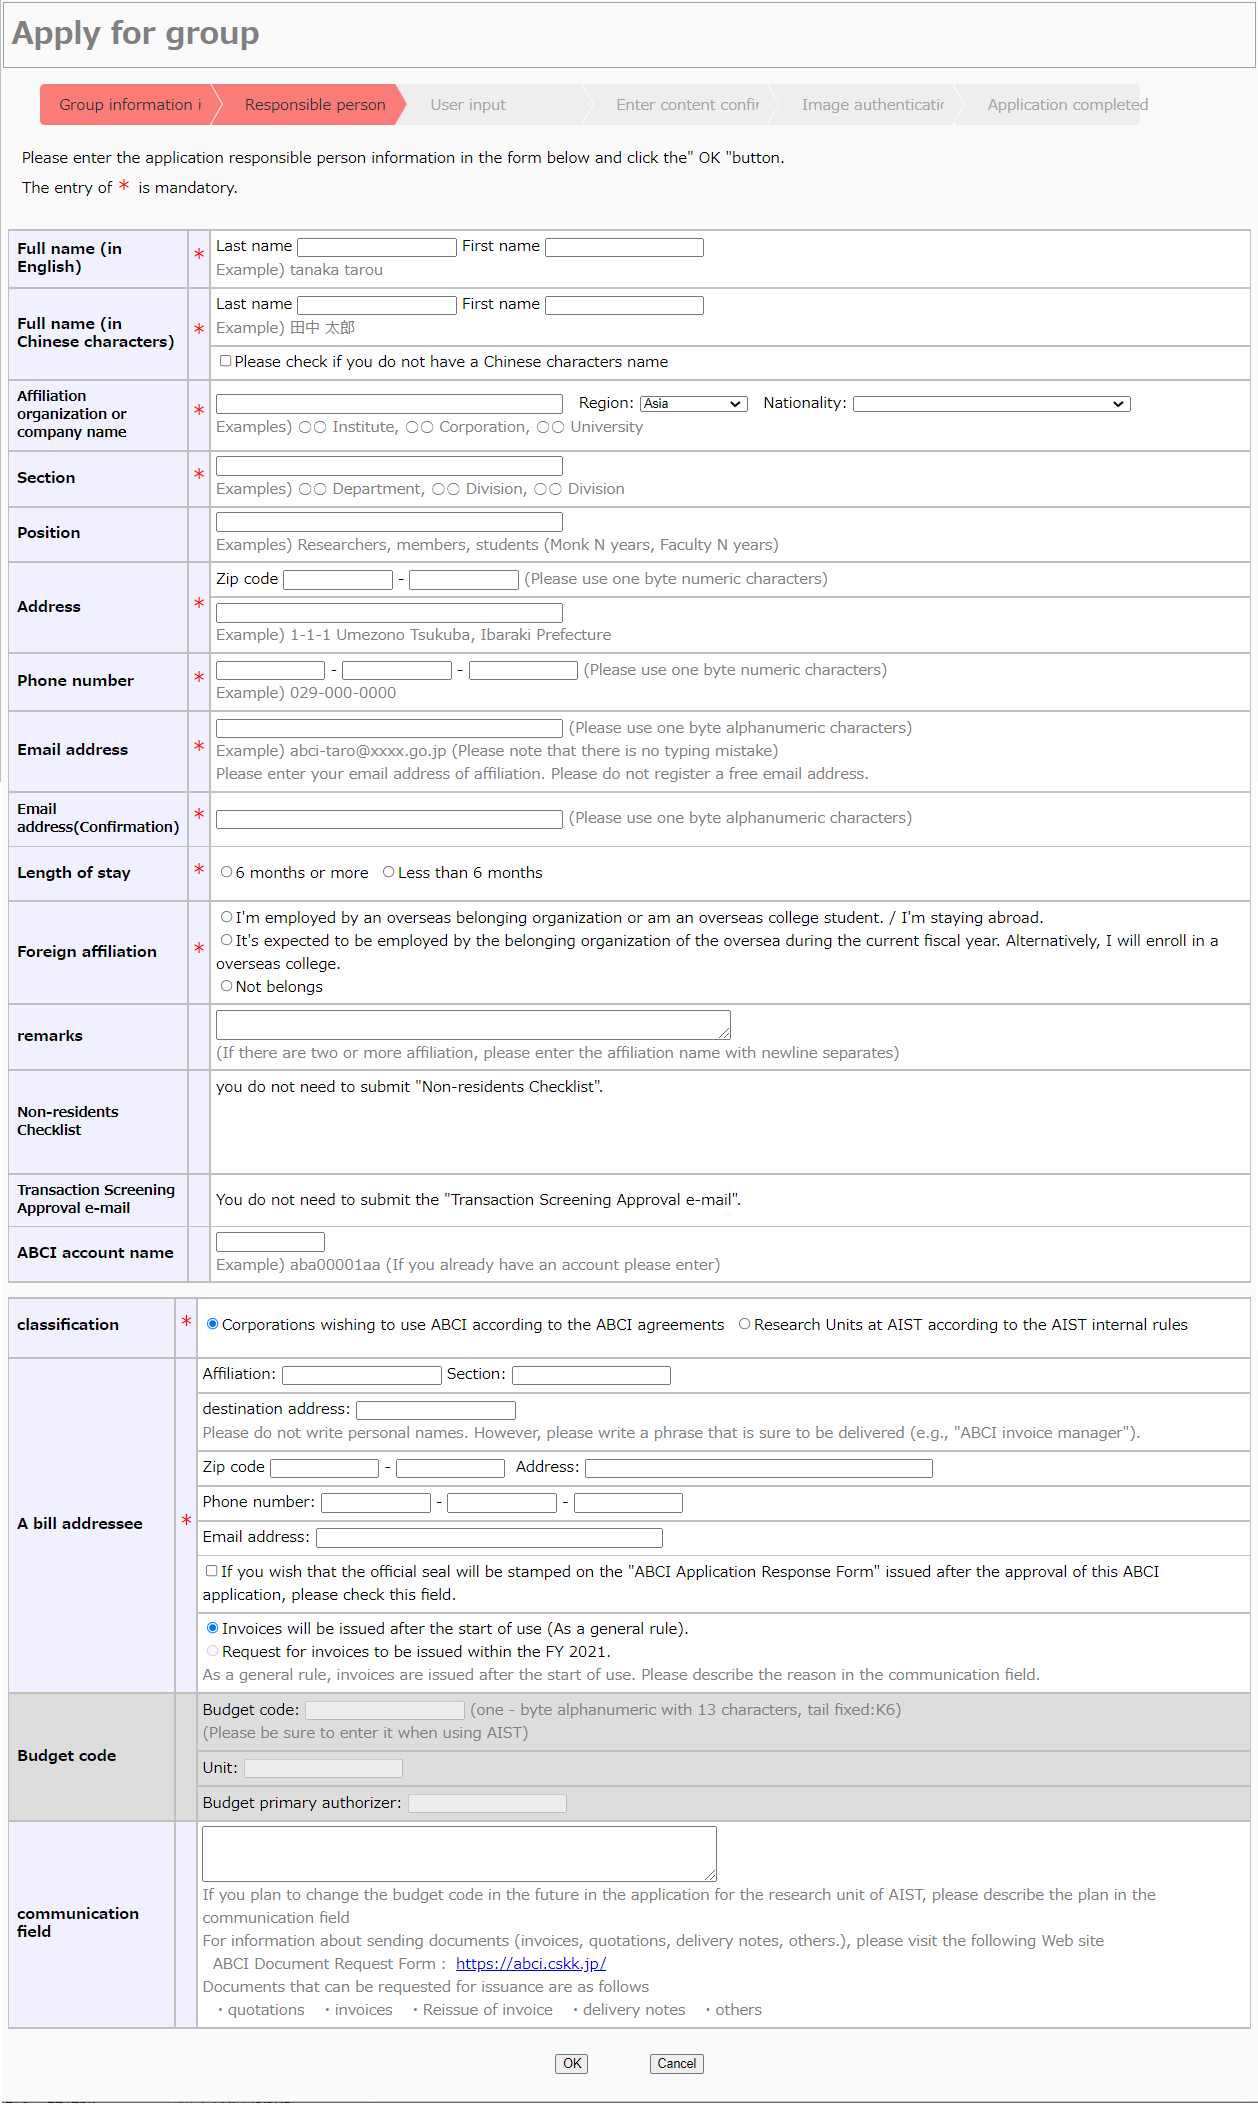 Apply for group
Group information i
Responsible person
User input
Enter content confir
Image authenticatic
Application completed
Please enter the application responsible person information in the form below and click the" OK "button.
The entry of * is mandatory.
Full name (in English) * Last name First name
Example) tanaka tarou
Full name (in Chinese characters) * Last name First name
Example) 田中 太郎
Please check if you do not have a Chinese characters name
Affiliation organization or company name * Region: Asia Nationality:
Examples) 〇〇 Institute, 〇〇 Corporation, 〇〇 University
Section *
Examples) 〇〇 Department, 〇〇 Division, 〇〇 Division
Position
Examples) Researchers, members, students (Monk N years, Faculty N years)
Address * Zip code - (Please use one byte numeric characters)
Example) 1-1-1 Umezono Tsukuba, Ibaraki Prefecture
Phone number * - - (Please use one byte numeric characters)
Example) 029-000-0000
Email address * (Please use one byte alphanumeric characters)
Example) abci-taro@xxxx.go.jp (Please note that there is no typing mistake)
Please enter your email address of affiliation. Please do not register a free email address.
Email address(Confirmation) * (Please use one byte alphanumeric characters)
Length of stay * 6 months or more Less than 6 months
Foreign affiliation * I'm employed by an overseas belonging organization or am an overseas college student. / I'm staying abroad.
It's expected to be employed by the belonging organization of the oversea during the current fiscal year. Alternatively, I will enroll in a
overseas college.
Not belongs
remarks
(If there are two or more affiliation, please enter the affiliation name with newline separates)
Non-residents Checklist you do not need to submit "Non-residents Checklist".
Transaction Screening Approval e-mail You do not need to submit the "Transaction Screening Approval e-mail".
ABCI account name
Example) aba00001aa (If you already have an account please enter)
classification * Corporations wishing to use ABCI according to the ABCI agreements Research Units at AIST according to the AIST internal rules
A bill addressee * Affiliation: Section:
destination address:
Please do not write personal names. However, please write a phrase that is sure to be delivered (e.g., "ABCI invoice manager").
Zip code - Address:
Phone number: - -
Email address:
If you wish that the official seal will be stamped on the "ABCI Application Response Form" issued after the approval of this ABCI
application, please check this field.
Invoices will be issued after the start of use (As a general rule).
Request for invoices to be issued within the FY 2021.
As a general rule, invoices are issued after the start of use. Please describe the reason in the communication field.
Budget code Budget code: (one - byte alphanumeric with 13 characters, tail fixed:K6)
(Please be sure to enter it when using AIST)
Unit:
Budget primary authorizer:
communication field
If you plan to change the budget code in the future in the application for the research unit of AIST, please describe the plan in the
communication field
For information about sending documents (invoices, quotations, delivery notes, others.), please visit the following Web site
ABCI Document Request Form : https://abci.cskk.jp/
Documents that can be requested for issuance are as follows
・quotations ・invoices ・Reissue of invoice ・delivery notes ・others
OK Cancel